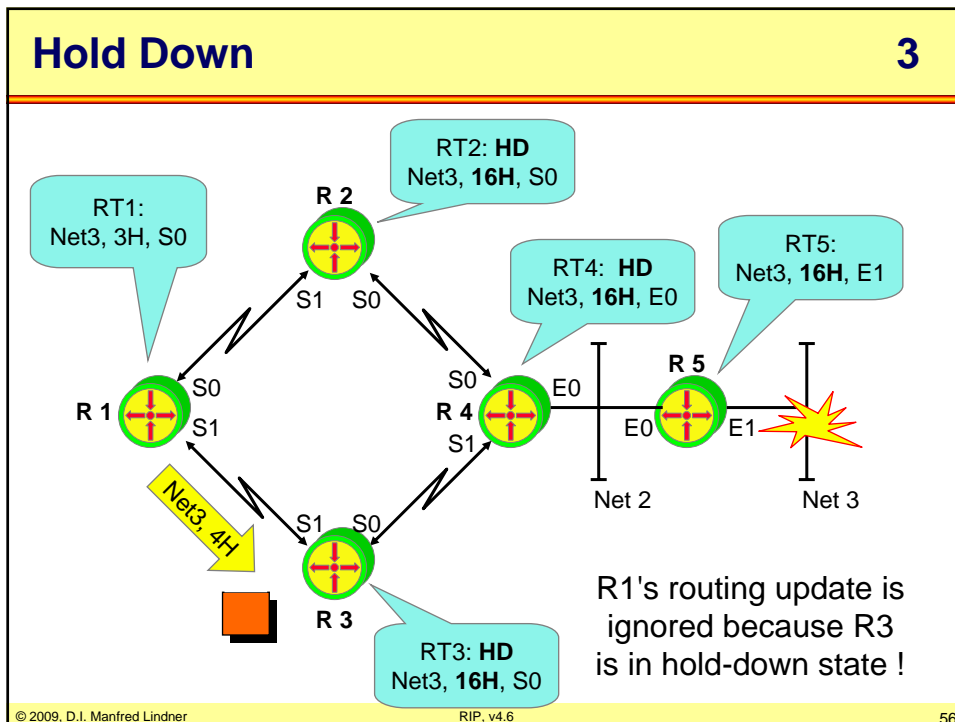 Hold Down 3
RT2: HD
Net3, 16H, S0
R 2
RT1:
Net3, 3H, S0
RT4: HD
Net3, 16H, E0
RT5:
Net3, 16H, E1
S1
S0
S0
R 1
S1
S0
R 4
S1
E0
R 5
E0
E1
Net 2
Net 3
Net3, 4H
S1
S0
R 3
RT3: HD
Net3, 16H, S0
R1's routing update is
ignored because R3
is in hold-down state !
© 2009, D.I. Manfred Lindner
RIP, v4.6
56